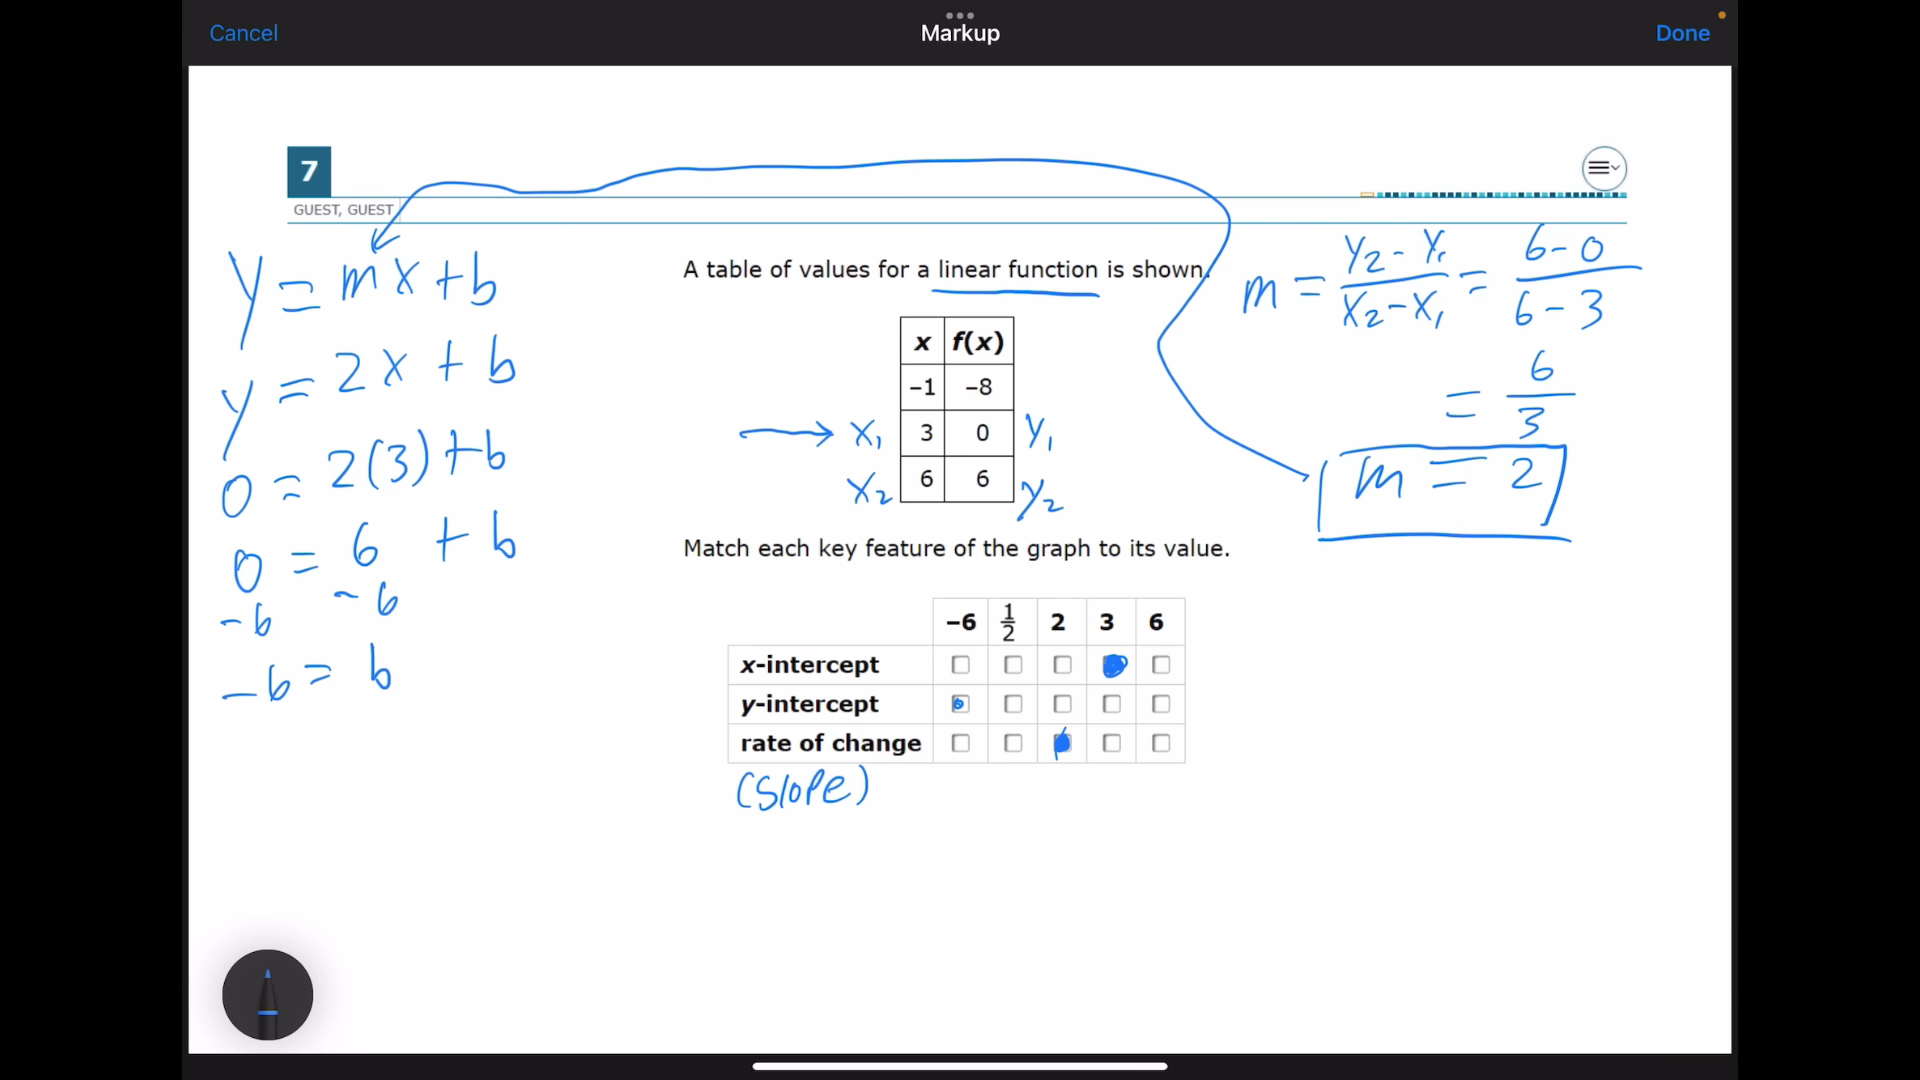 Cancel
Markup
Done
7
GUEST, GUEST
A table of values for a linear function is shown.
x f(x)
–1 –8
x₁ 3 0 y₁
x₂ 6 6 y₂
Match each key feature of the graph to its value.
–6 1/2 2 3 6
x-intercept
y-intercept
rate of change
(slope)
y = mx + b
y = 2x + b
0 = 2(3) + b
0 = 6 + b
-6 -6
-6 = b
m = (y₂ - y₁)/(x₂ - x₁) = (6 - 0)/(6 - 3)
= 6/3
m = 2